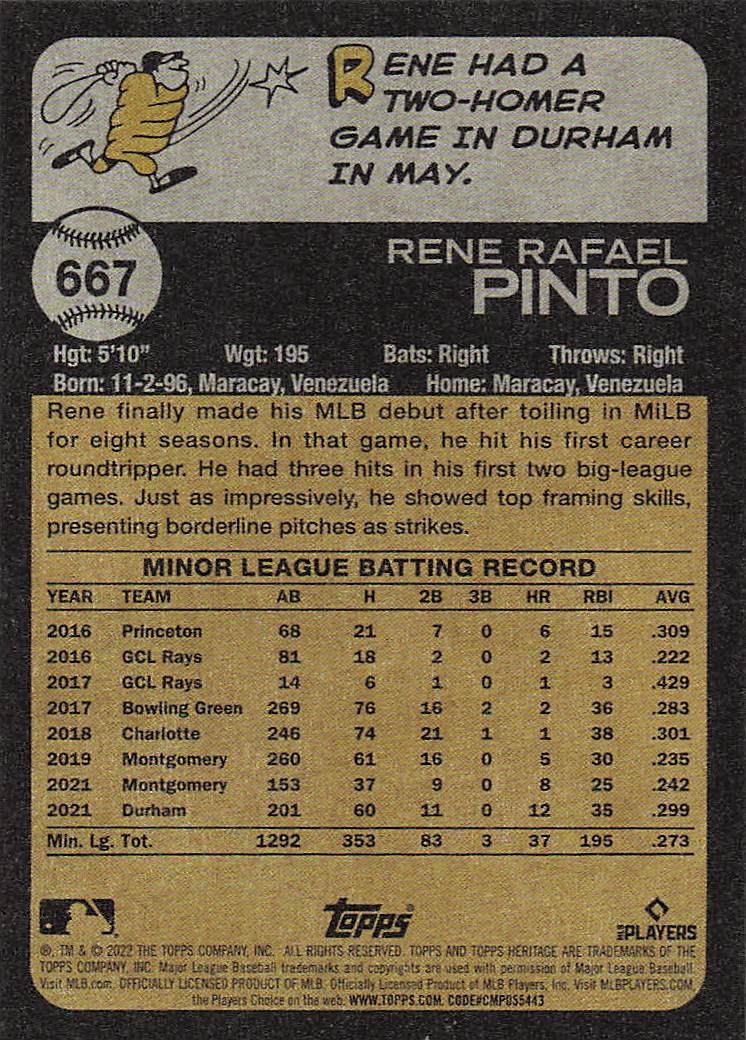 RENE HAD A
TWO-HOMER
GAME IN DURHAM
IN MAY.
667
RENE RAFAEL
PINTO
Hgt: 5'10" Wgt: 195 Bats: Right Throws: Right
Born: 11-2-96, Maracay, Venezuela Home: Maracay, Venezuela
Rene finally made his MLB debut after toiling in MiLB
for eight seasons. In that game, he hit his first career
roundtripper. He had three hits in his first two big-league
games. Just as impressively, he showed top framing skills,
presenting borderline pitches as strikes.
MINOR LEAGUE BATTING RECORD
YEAR TEAM AB H 2B 3B HR RBI AVG
2016 Princeton 68 21 7 0 6 15 .309
2016 GCL Rays 81 18 2 0 2 13 .222
2017 GCL Rays 14 6 1 0 1 3 .429
2017 Bowling Green 269 76 16 2 2 36 .283
2018 Charlotte 246 74 21 1 1 38 .301
2019 Montgomery 260 61 16 0 5 30 .235
2021 Montgomery 153 37 9 0 8 25 .242
2021 Durham 201 60 11 0 12 35 .299
Min. Lg. Tot. 1292 353 83 3 37 195 .273
topps®
MLB PLAYERS
®, TM & © 2022 THE TOPPS COMPANY, INC. ALL RIGHTS RESERVED. TOPPS AND TOPPS HERITAGE ARE TRADEMARKS OF THE
TOPPS COMPANY, INC. Major League Baseball trademarks and copyrights are used with permission of Major League Baseball.
Visit MLB.com. OFFICIALLY LICENSED PRODUCT OF MLB. Officially Licensed Product of MLB Players, Inc. Visit MLBPLAYERS.COM,
the Players Choice on the web. WWW.TOPPS.COM. CODE#CMP055443